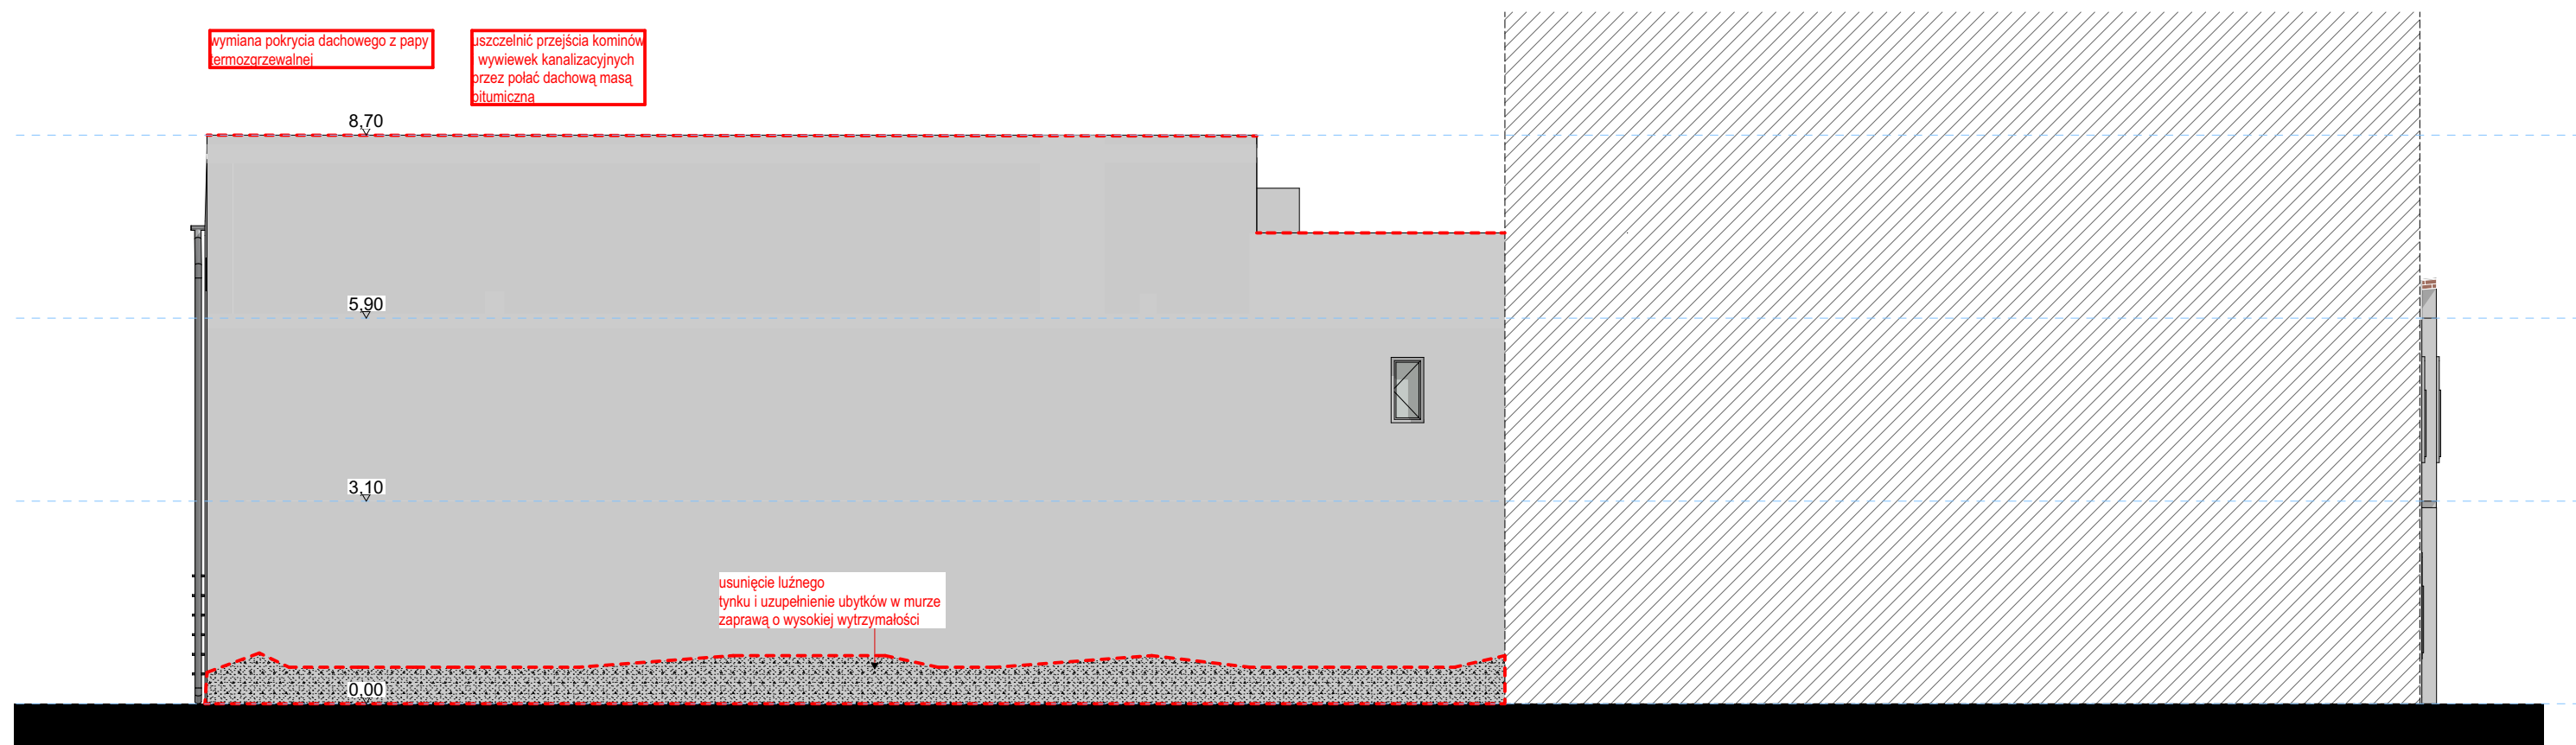 wymiana pokrycia dachowego z papy
termozgrzewalnej
uszczelnić przejścia kominów
wywiewek kanalizacyjnych
przez połać dachową masą
bitumiczną
8,70
5,90
3,10
usunięcie luźnego
tynku i uzupełnienie ubytków w murze
zaprawą o wysokiej wytrzymałości
0,00